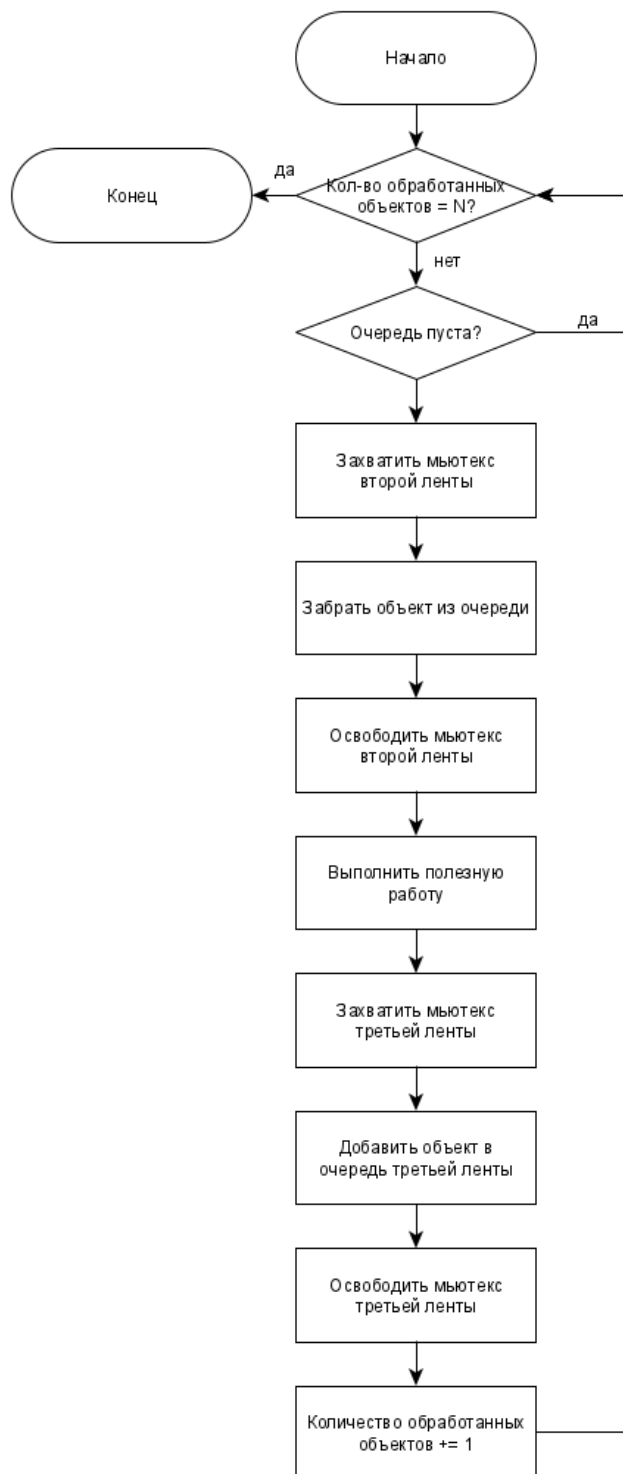 Начало
да
Кол-во обработанных
объектов = N?
Конец
нет
Очередь пуста?
да
Захватить мьютекс
второй ленты
Забрать объект из очереди
Освободить мьютекс
второй ленты
Выполнить полезную
работу
Захватить мьютекс
третьей ленты
Добавить объект в
очередь третьей ленты
Освободить мьютекс
третьей ленты
Количество обработанных
объектов += 1